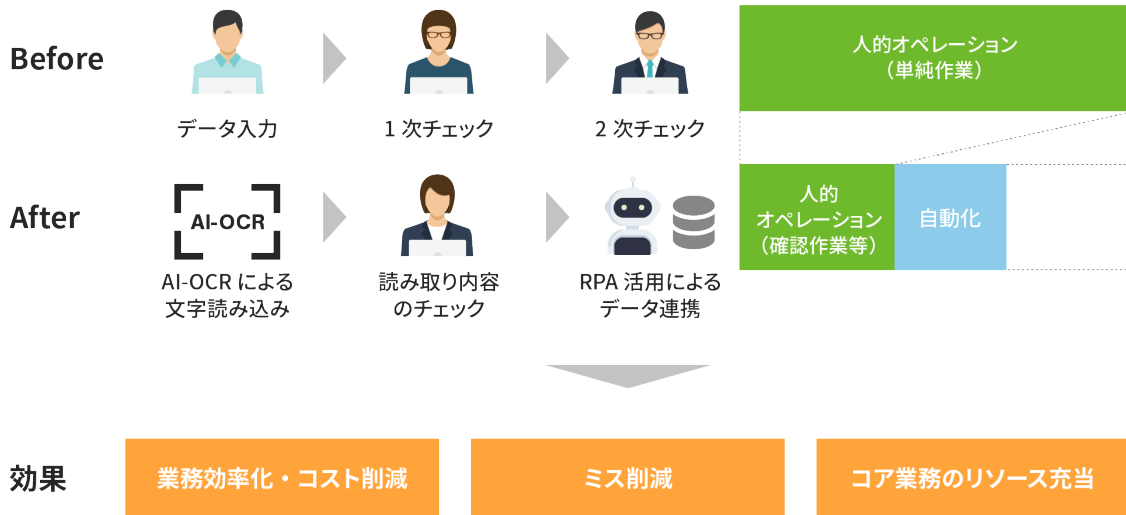 Before
データ入力
1 次チェック
2 次チェック
人的オペレーション
（単純作業）
After
AI-OCR
AI-OCR による
文字読み込み
読み取り内容
のチェック
RPA 活用による
データ連携
人的
オペレーション
（確認作業等）
自動化
効果
業務効率化・コスト削減
ミス削減
コア業務のリソース充当